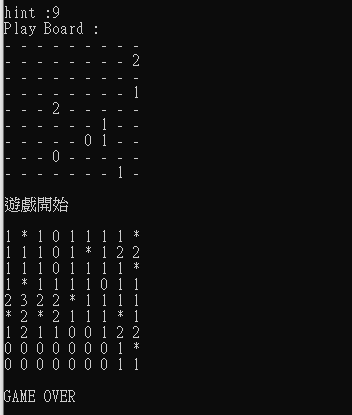 hint :9
Play Board :
- - - - - - - - -
- - - - - - - - 2
- - - - - - - - -
- - - - - - - - 1
- - - 2 - - - - -
- - - - - - 1 - -
- - - - - 0 1 - -
- - - 0 - - - - -
- - - - - - - 1 -
遊戲開始
1 * 1 0 1 1 1 1 *
1 1 1 0 1 * 1 2 2
1 1 1 0 1 1 1 1 *
1 * 1 1 1 1 0 1 1
2 3 2 2 * 1 1 1 1
* 2 * 2 1 1 1 * 1
1 2 1 1 0 0 1 2 2
0 0 0 0 0 0 0 1 *
0 0 0 0 0 0 0 1 1
GAME OVER